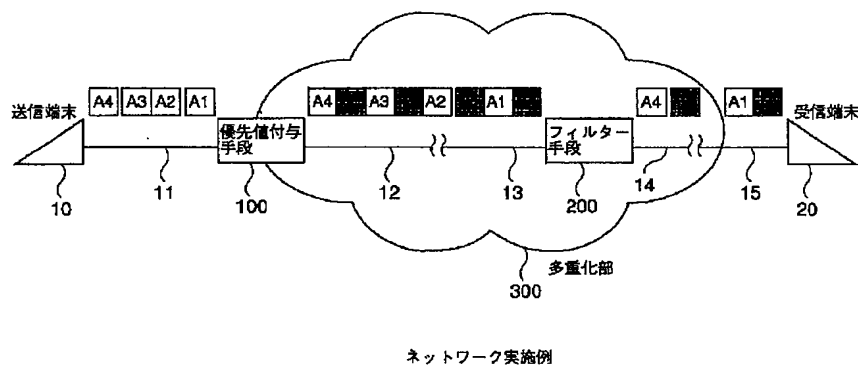 送信端末
A4 A3 A2 A1
優先値付与
手段
A4 A3 A2 A1
フィルター
手段
A4 A1
受信端末
10 11 100 12 13 200 14 15 20
多重化部
300
ネットワーク実施例